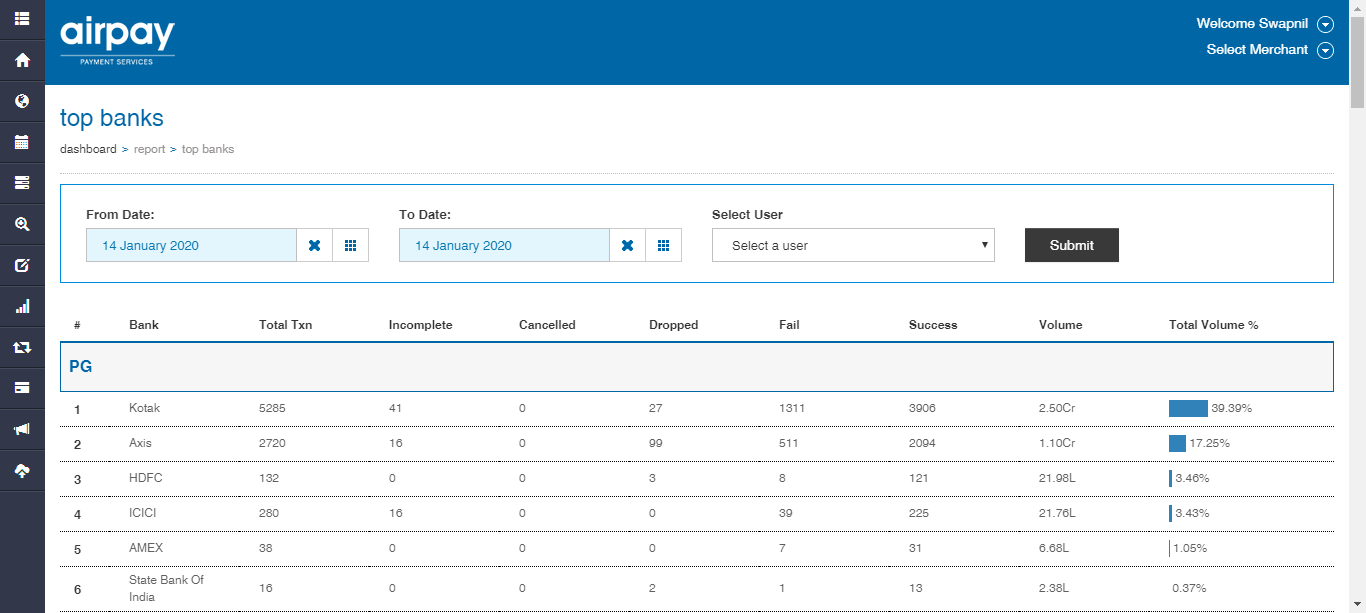 airpay
PAYMENT SERVICES
Welcome Swapnil
Select Merchant
top banks
dashboard > report > top banks
From Date: To Date: Select User
14 January 2020 14 January 2020 Select a user Submit
# Bank Total Txn Incomplete Cancelled Dropped Fail Success Volume Total Volume %
PG
1 Kotak 5285 41 0 27 1311 3906 2.50Cr 39.39%
2 Axis 2720 16 0 99 511 2094 1.10Cr 17.25%
3 HDFC 132 0 0 3 8 121 21.98L 3.46%
4 ICICI 280 16 0 0 39 225 21.76L 3.43%
5 AMEX 38 0 0 0 7 31 6.68L 1.05%
6 State Bank Of India 16 0 0 2 1 13 2.38L 0.37%